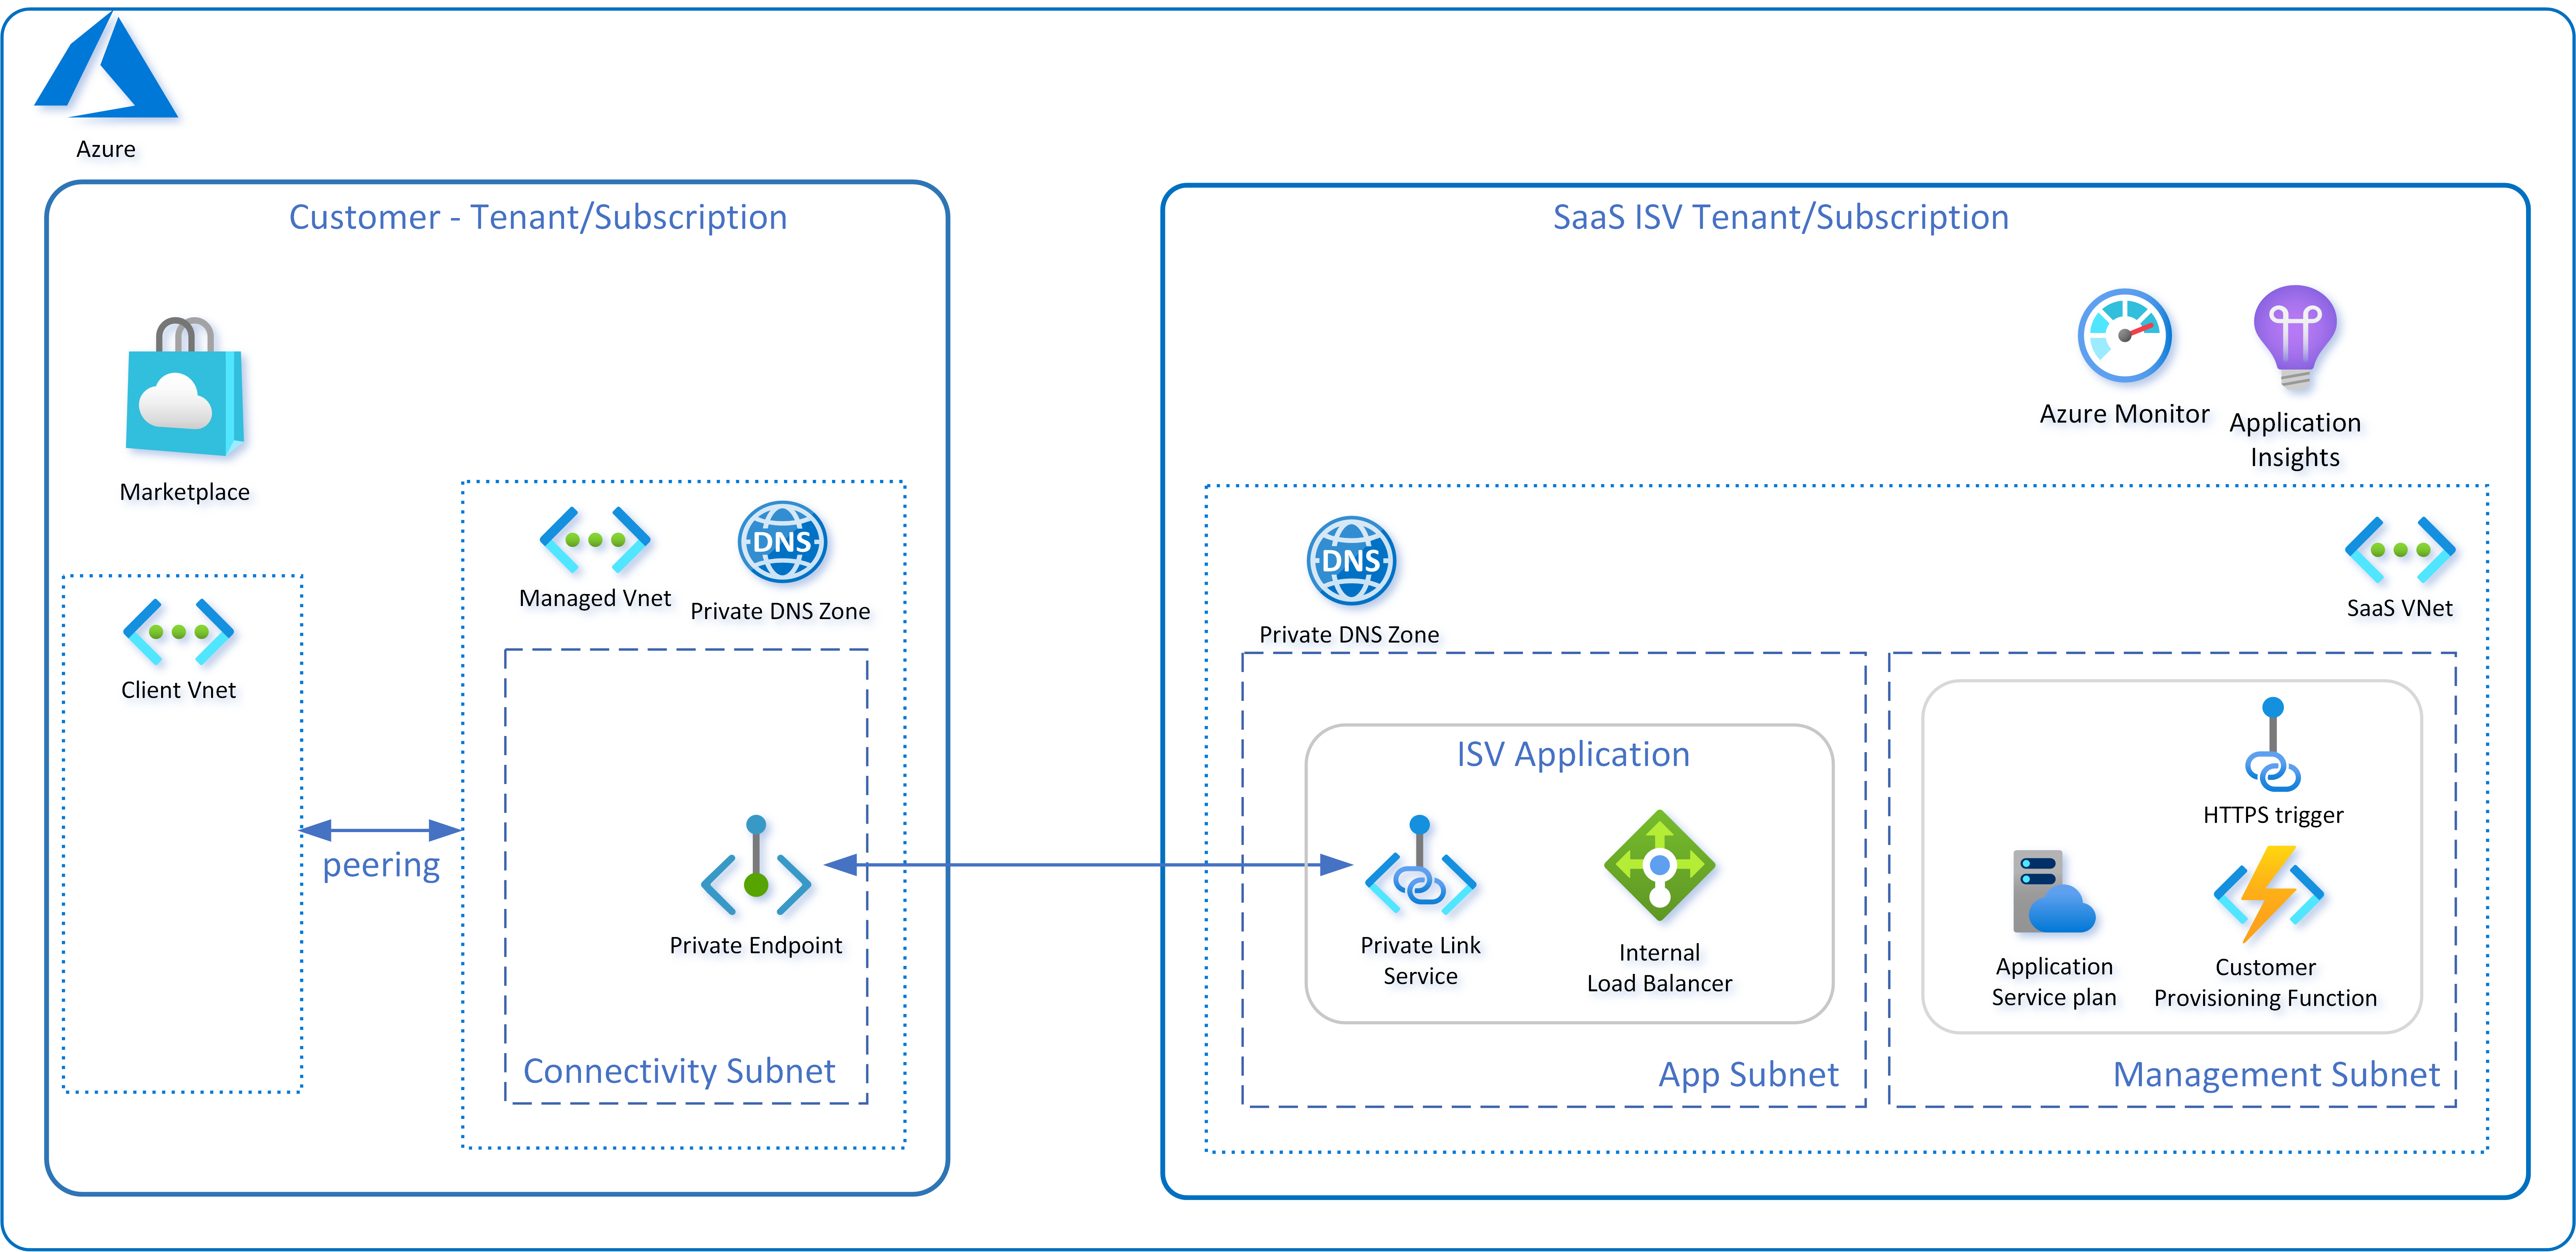 Azure
Customer - Tenant/Subscription
Marketplace
Client Vnet
peering
Managed Vnet
DNS
Private DNS Zone
Private Endpoint
Connectivity Subnet
SaaS ISV Tenant/Subscription
Azure Monitor
Application
Insights
DNS
Private DNS Zone
SaaS VNet
ISV Application
Private Link
Service
Internal
Load Balancer
App Subnet
HTTPS trigger
Application
Service plan
Customer
Provisioning Function
Management Subnet